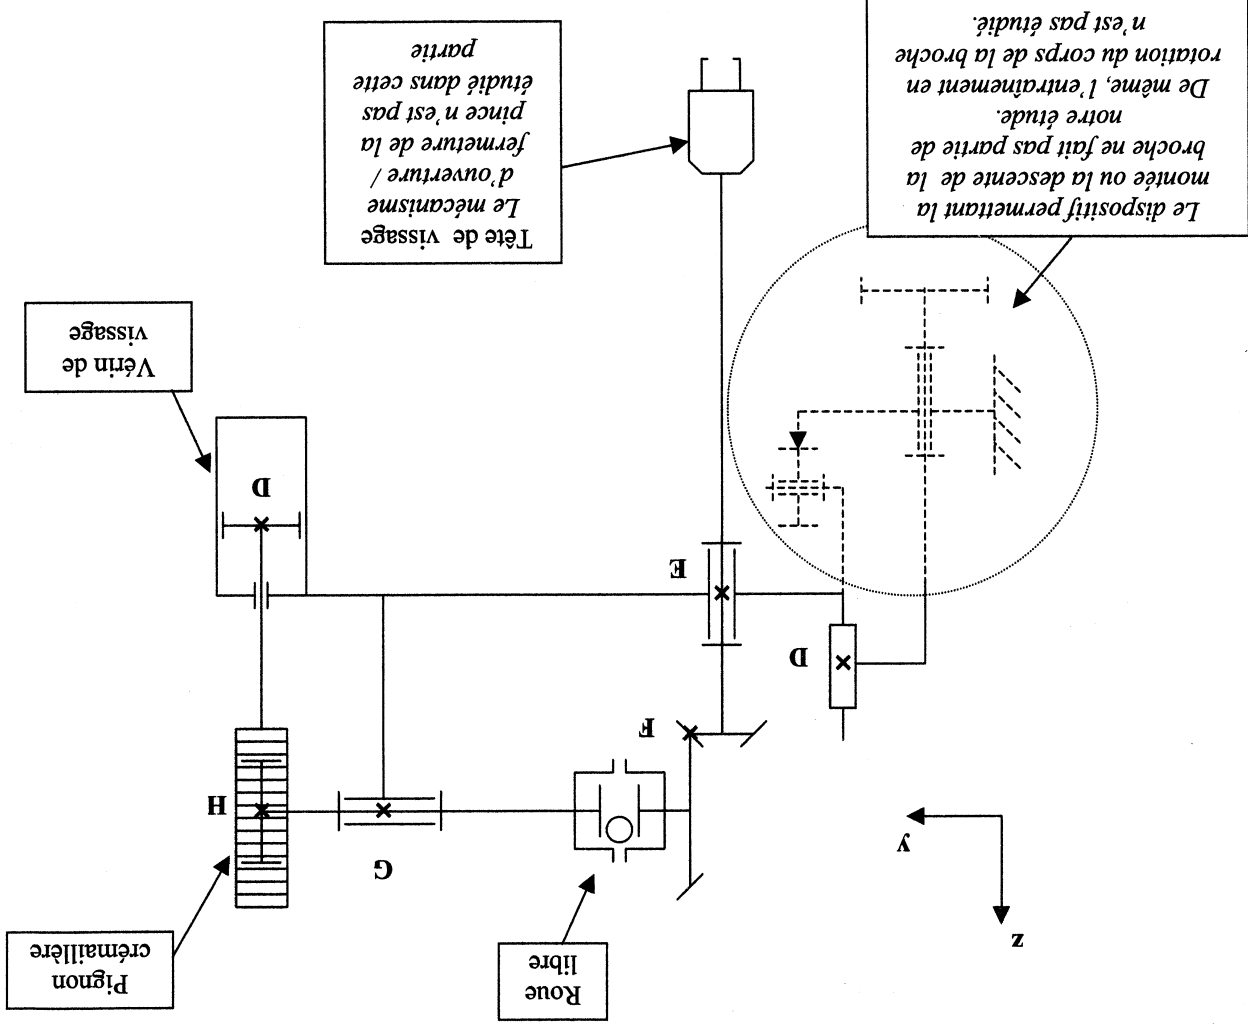 Pignon
crémaillère
Roue
libre
z
y
G
H
F
D
E
D
Vérin de
vissage
Tête de vissage
Le mécanisme
d'ouverture /
fermeture de la
pince n'est pas
étudié dans cette
partie
Le dispositif permettant la
montée ou la descente de la
broche ne fait pas partie de
notre étude.
De même, l'entraînement en
rotation du corps de la broche
n'est pas étudié.